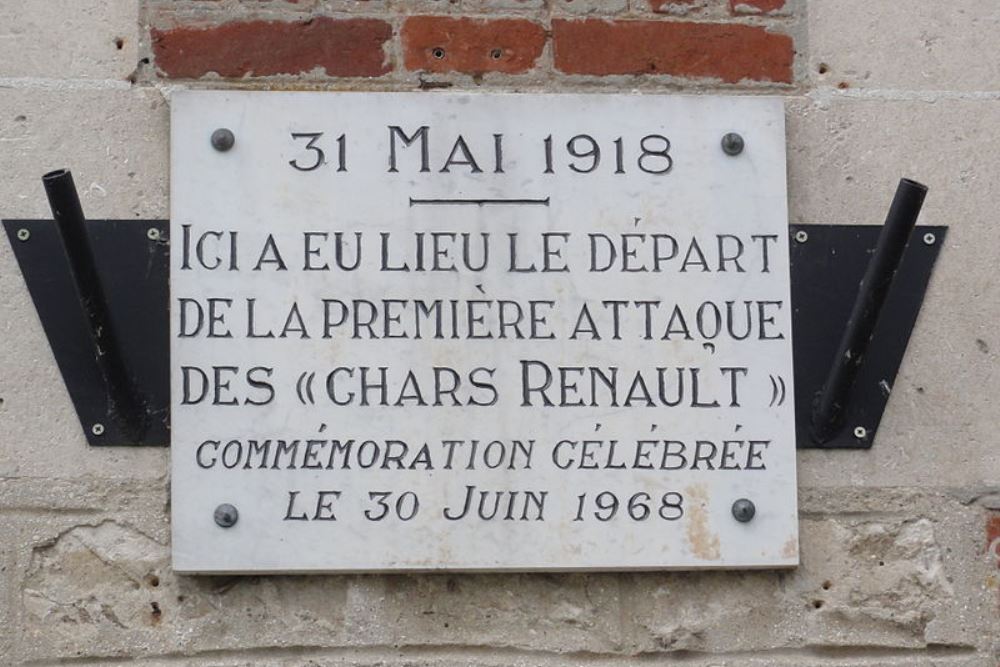 31 MAI 1918
ICI A EU LIEU LE DÉPART
DE LA PREMIÈRE ATTAQUE
DES « CHARS RENAULT »
COMMÉMORATION CÉLÉBRÉE
LE 30 JUIN 1968